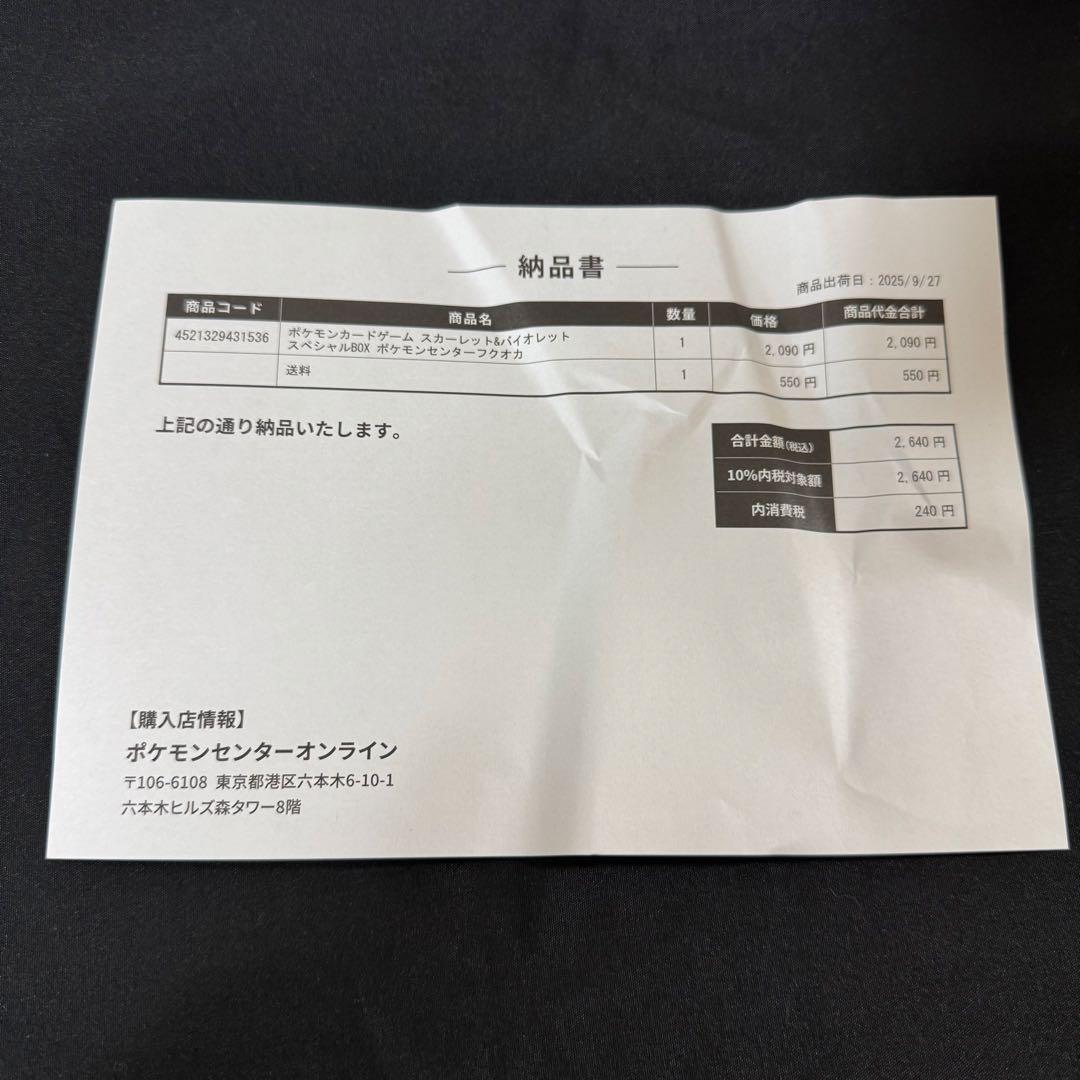 納品書
商品出荷日：2025/9/27
商品コード 商品名 数量 価格 商品代金合計
4521329431536 ポケモンカードゲーム スカーレット&バイオレット 1 2,090 円 2,090 円
スペシャルBOX ポケモンセンターフクオカ
送料 1 550 円 550 円
上記の通り納品いたします。
合計金額(税込) 2,640 円
10%内税対象額 2,640 円
内消費税 240 円
【購入店情報】
ポケモンセンターオンライン
〒106-6108 東京都港区六本木6-10-1
六本木ヒルズ森タワー8階